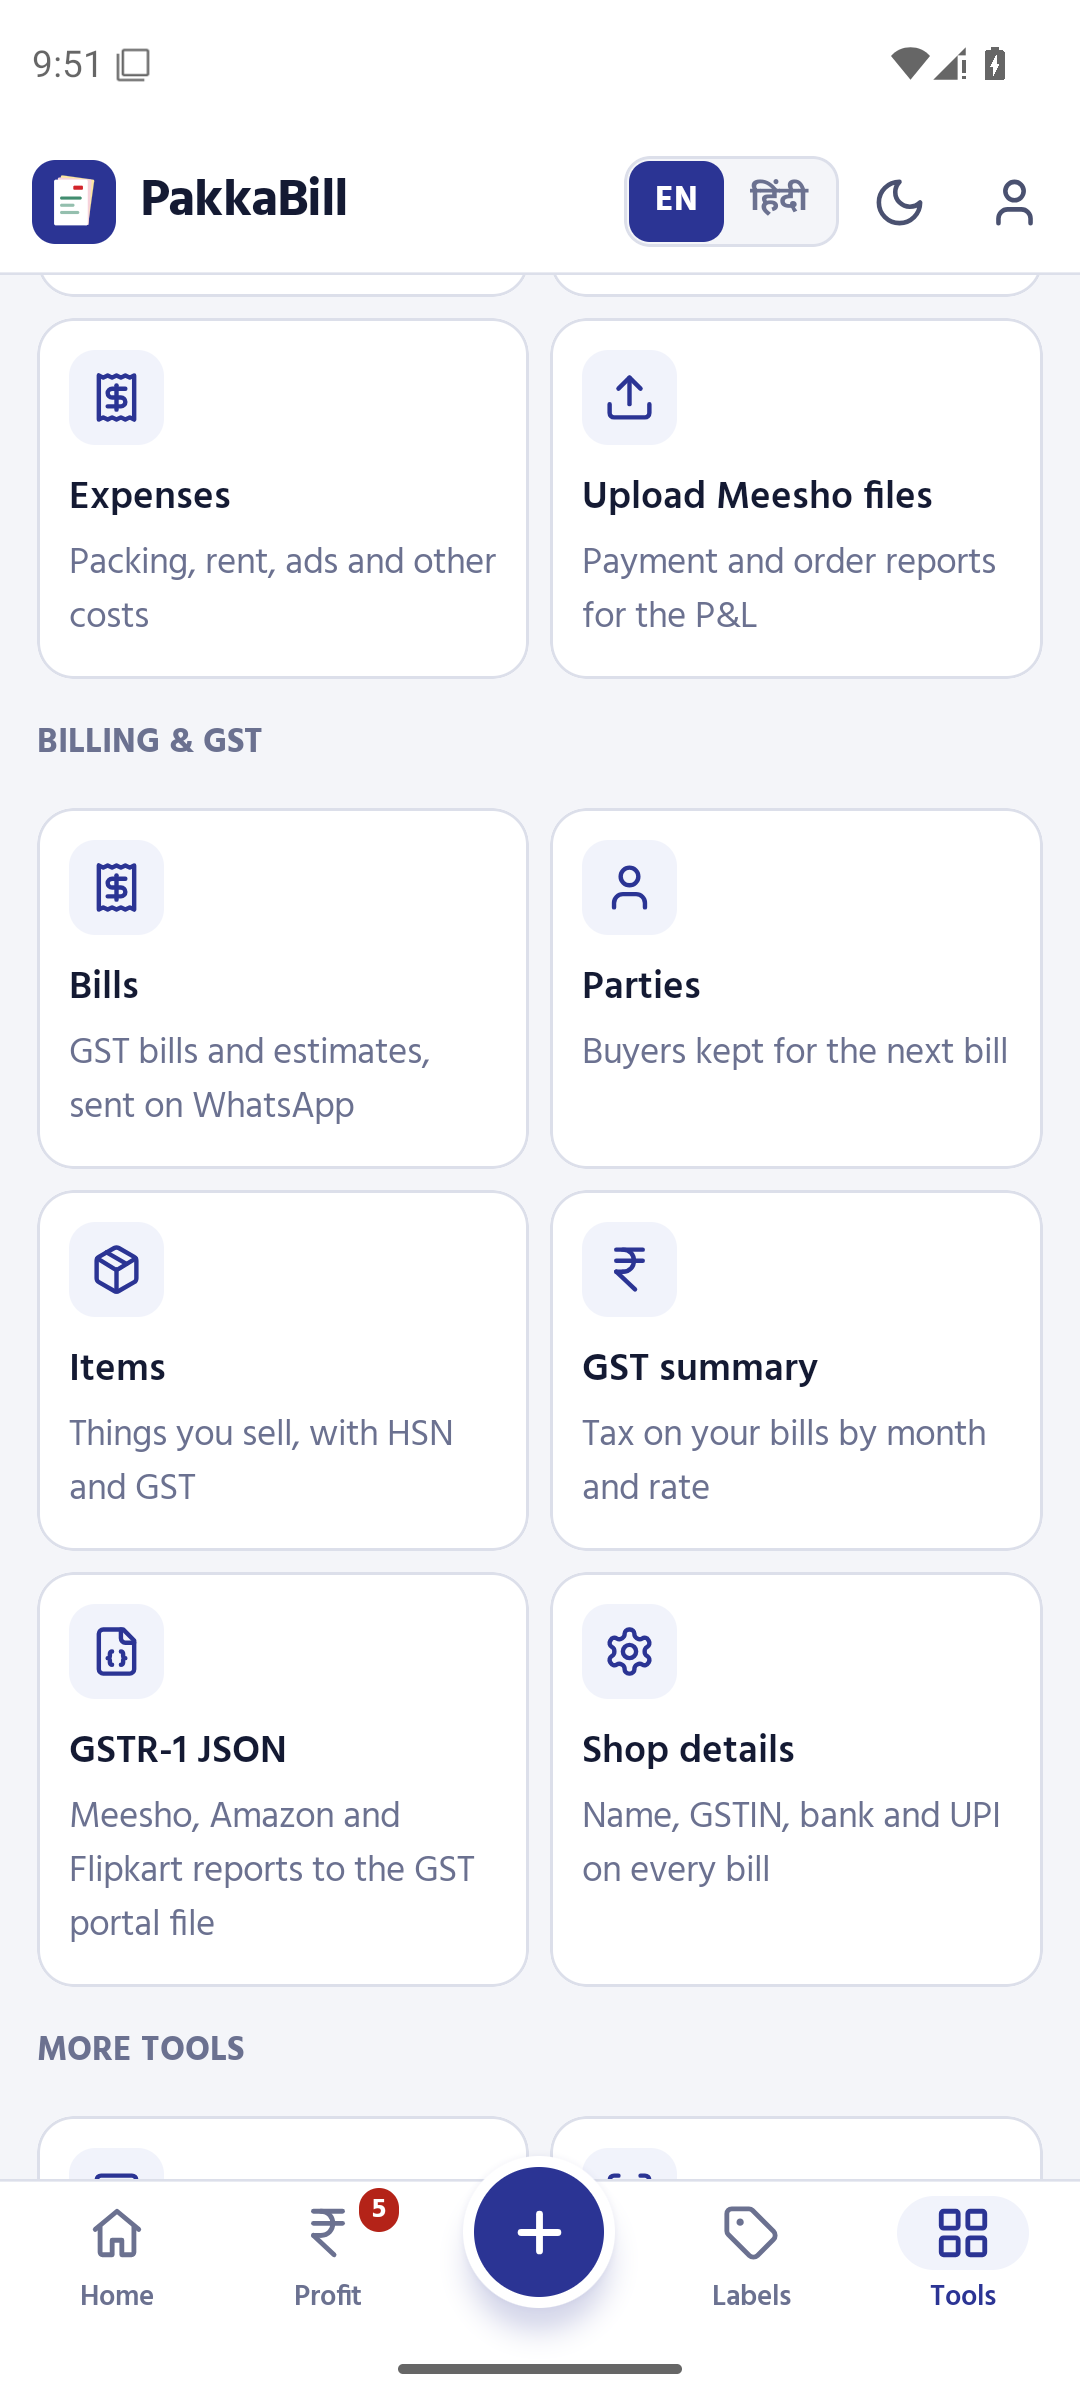 9:51
PakkaBill
EN
हिंदी
Expenses
Packing, rent, ads and other
costs
Upload Meesho files
Payment and order reports
for the P&L
BILLING & GST
Bills
GST bills and estimates,
sent on WhatsApp
Parties
Buyers kept for the next bill
Items
Things you sell, with HSN
and GST
GST summary
Tax on your bills by month
and rate
GSTR-1 JSON
Meesho, Amazon and
Flipkart reports to the GST
portal file
Shop details
Name, GSTIN, bank and UPI
on every bill
MORE TOOLS
Home
5
Profit
Labels
Tools